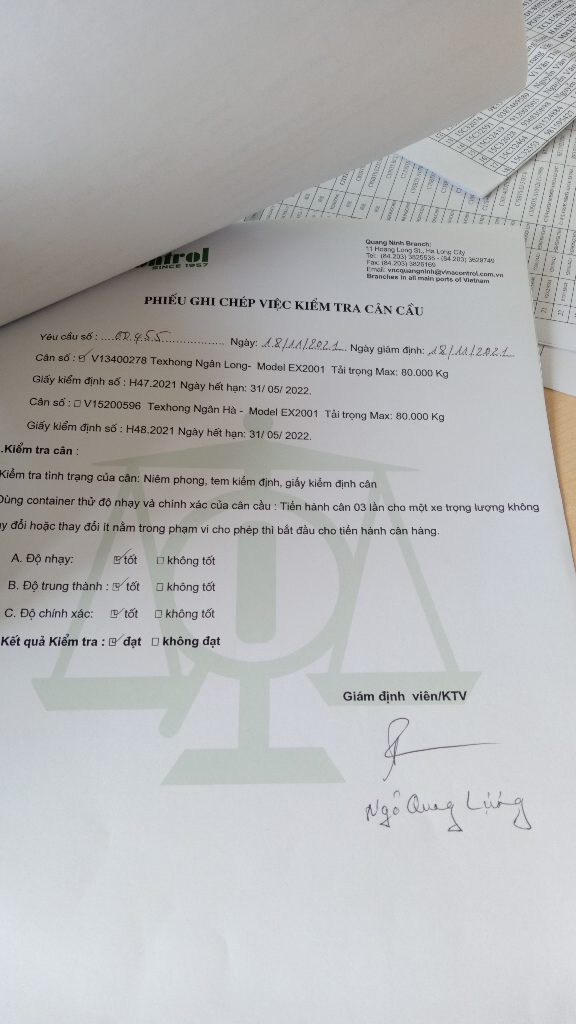 ntrol
SINCE 1957
Quang Ninh Branch:
11 Hoang Long St., Ha Long City
Tel: (84.203) 3825535 - (84.203) 3628749
Fax: (84.203) 3826169
Email: vncquangninh@vinacontrol.com.vn
Branches in all main ports of Vietnam
PHIẾU GHI CHÉP VIỆC KIỂM TRA CÂN CẦU
Yêu cầu số : ....02455.................... Ngày: 18/11/2021. Ngày giám định: 18/11/2021
Cân số : ☑ V13400278 Texhong Ngân Long- Model EX2001 Tải trọng Max: 80.000 Kg
Giấy kiểm định số : H47.2021 Ngày hết hạn: 31/ 05/ 2022.
Cân số : ☐ V15200596 Texhong Ngân Hà - Model EX2001 Tải trọng Max: 80.000 Kg
Giấy kiểm định số : H48.2021 Ngày hết hạn: 31/ 05/ 2022.
.Kiểm tra cân :
Kiểm tra tình trạng của cân: Niêm phong, tem kiểm định, giấy kiểm định cân
Dùng container thử độ nhạy và chính xác của cân cầu : Tiến hành cân 03 lần cho một xe trọng lượng không
y đổi hoặc thay đổi ít nằm trong phạm vi cho phép thì bắt đầu cho tiến hành cân hàng.
A. Độ nhạy: ☑ tốt ☐ không tốt
B. Độ trung thành : ☑ tốt ☐ không tốt
C. Độ chính xác: ☑ tốt ☐ không tốt
Kết quả Kiểm tra : ☑ đạt ☐ không đạt
Giám định viên/KTV
Ngô Quang Lượng